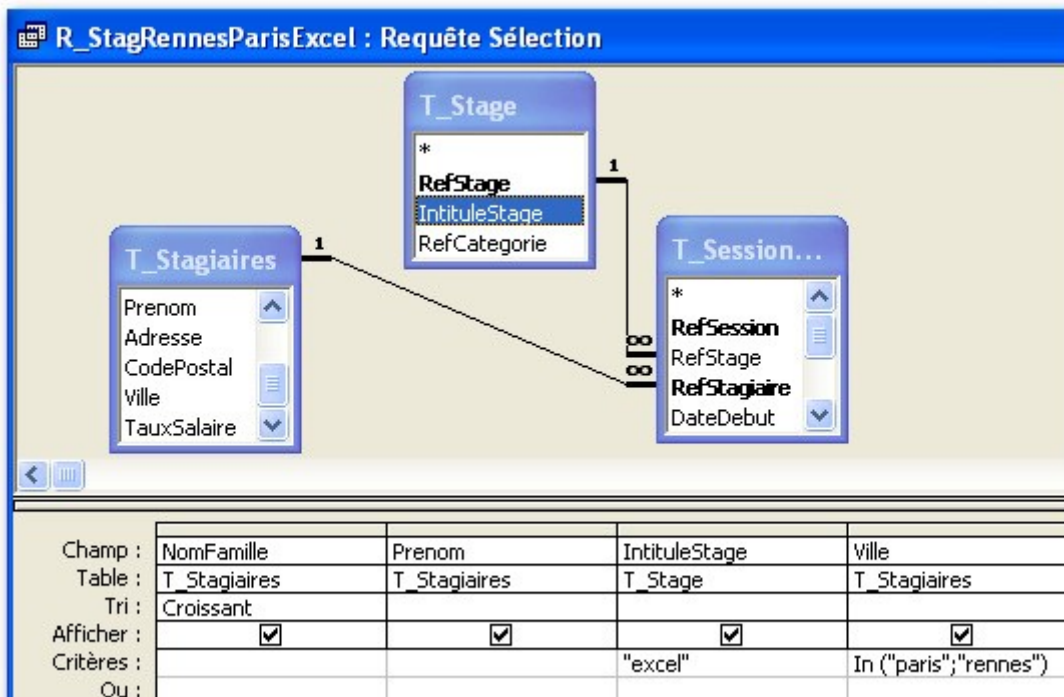 R_StagRennesParisExcel : Requête Sélection
T_Stage
*
RefStage
IntituleStage
RefCategorie
1
T_Stagiaires
Prenom
Adresse
CodePostal
Ville
TauxSalaire
1
T_Session...
*
RefSession
RefStage
RefStagiaire
DateDebut
∞
∞
Champ : NomFamille Prenom IntituleStage Ville
Table : T_Stagiaires T_Stagiaires T_Stage T_Stagiaires
Tri : Croissant
Afficher :
Critères : "excel" In ("paris";"rennes")
Ou :